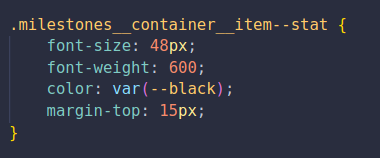 .milestones__container__item--stat {
    font-size: 48px;
    font-weight: 600;
    color: var(--black);
    margin-top: 15px;
}